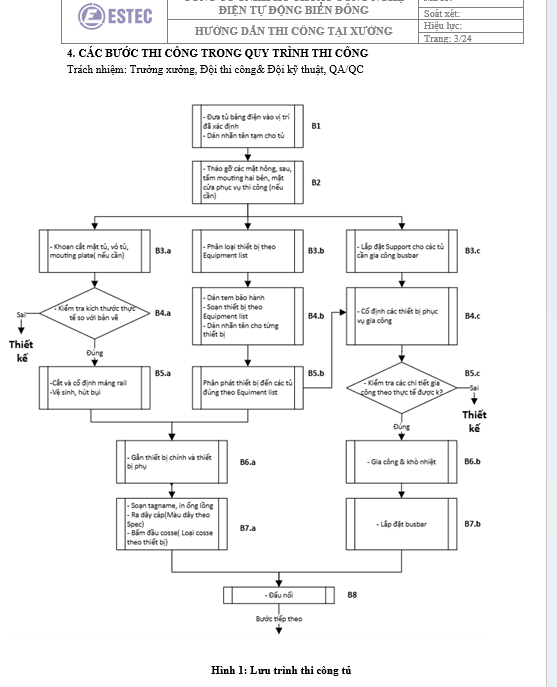 ESTEC
ĐIỆN TỰ ĐỘNG BIỂN ĐÔNG
HƯỚNG DẪN THI CÔNG TẠI XƯỞNG
Soát xét:
Hiệu lực:
Trang: 3/24
4. CÁC BƯỚC THI CÔNG TRONG QUY TRÌNH THI CÔNG
Trách nhiệm: Trưởng xưởng, Đội thi công& Đội kỹ thuật, QA/QC
- Đưa tủ bảng điện vào vị trí
đã xác định
- Dán nhãn tên tạm cho tủ
B1
- Tháo gỡ các mặt hông, sau,
tấm mouting hai bên, mặt
cửa phục vụ thi công (nếu
cần)
B2
- Khoan cắt mặt tủ, vỏ tủ,
mouting plate( nếu cần)
B3.a
- Phân loại thiết bị theo
Equipment list
B3.b
- Lắp đặt Support cho các tủ
cần gia công busbar
B3.c
- Kiểm tra kích thước thực
tế so với bản vẽ
B4.a
Sai
Thiết
kế
Đúng
- Dán tem bảo hành
- Soạn thiết bị theo
Equipment list
- Dán nhãn tên cho từng
thiết bị
B4.b
- Cố định các thiết bị phục
vụ gia công
B4.c
-Cắt và cố định máng rail
- Vệ sinh, hút bụi
B5.a
Phân phát thiết bị đến các tủ
đúng theo Equiment list
B5.b
- Kiểm tra các chi tiết gia
công theo thực tế được k?
B5.c
Sai
Thiết
kế
Đúng
- Gắn thiết bị chính và thiết
bị phụ
B6.a
- Gia công & khò nhiệt
B6.b
- Soạn tagname, in ống lồng
- Ra dây cáp(Màu dây theo
Spec)
- Bấm đầu cosse( Loại cosse
theo thiết bị)
B7.a
- Lắp đặt busbar
B7.b
- Đấu nối
B8
Bước tiếp theo
Hình 1: Lưu trình thi công tủ